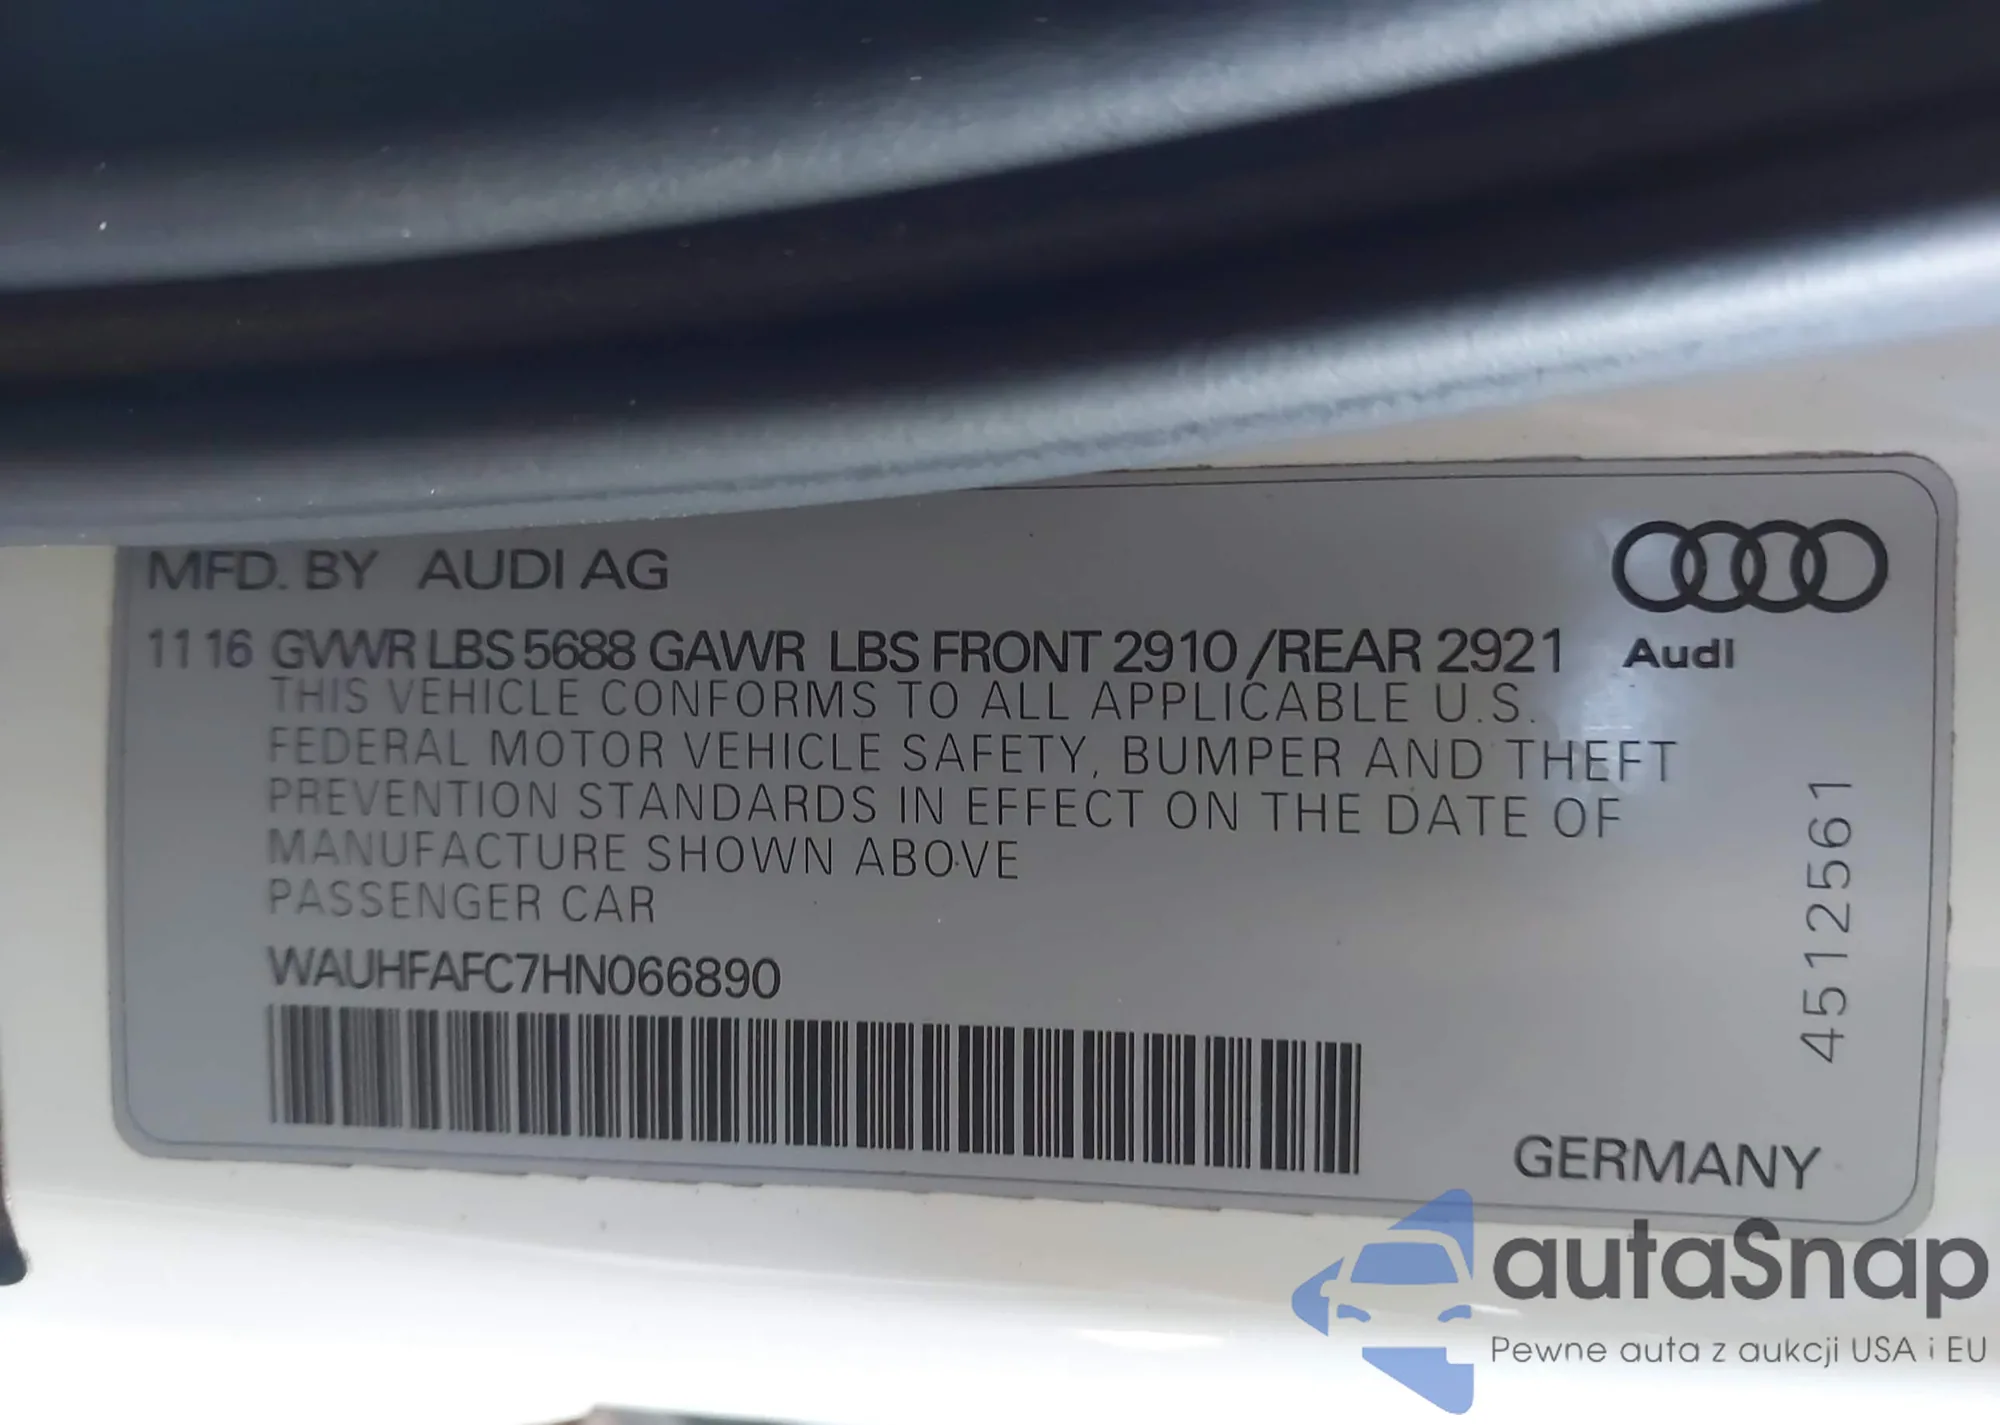 MFD. BY AUDI AG
11 16 GVWR LBS 5688 GAWR LBS FRONT 2910 /REAR 2921
Audi
THIS VEHICLE CONFORMS TO ALL APPLICABLE U.S.
FEDERAL MOTOR VEHICLE SAFETY, BUMPER AND THEFT
PREVENTION STANDARDS IN EFFECT ON THE DATE OF
MANUFACTURE SHOWN ABOVE
PASSENGER CAR
WAUHFAFC7HN066890
4512561
GERMANY
autaSnap
Pewne auta z aukcji USA i EU